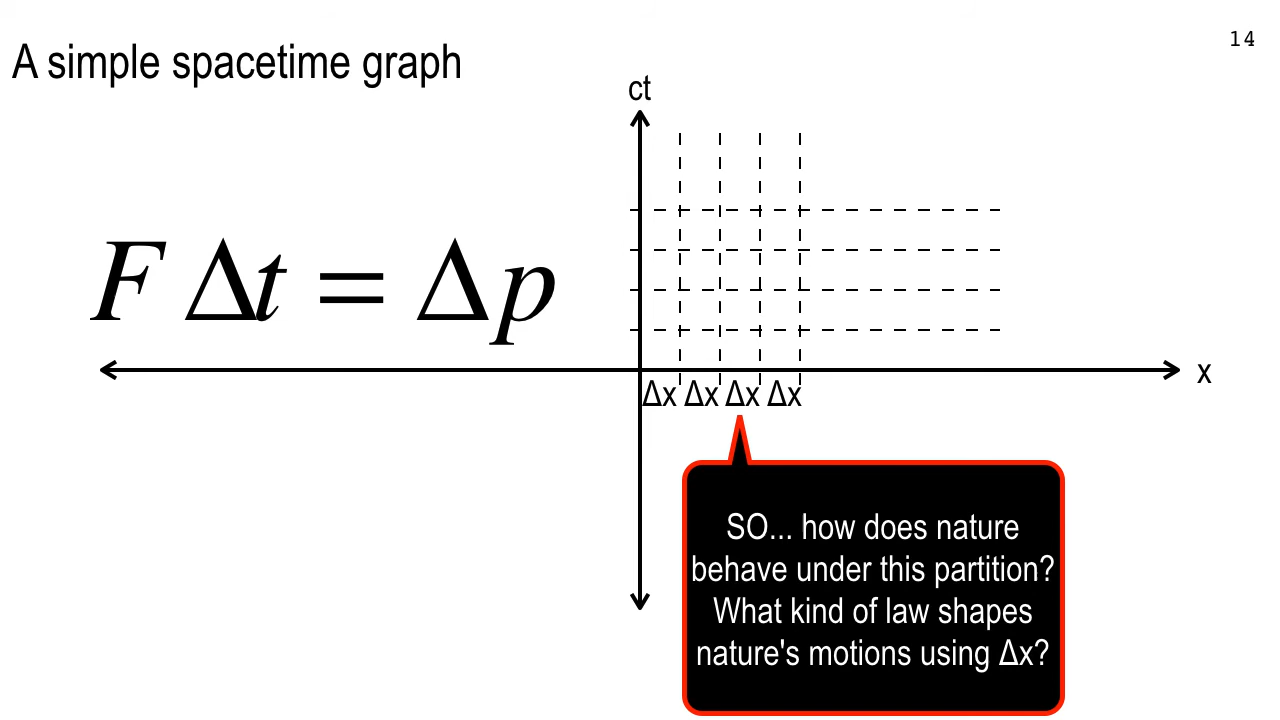 A simple spacetime graph
14
ct
F Δt = Δp
x
Δx Δx Δx Δx
SO... how does nature
behave under this partition?
What kind of law shapes
nature's motions using Δx?